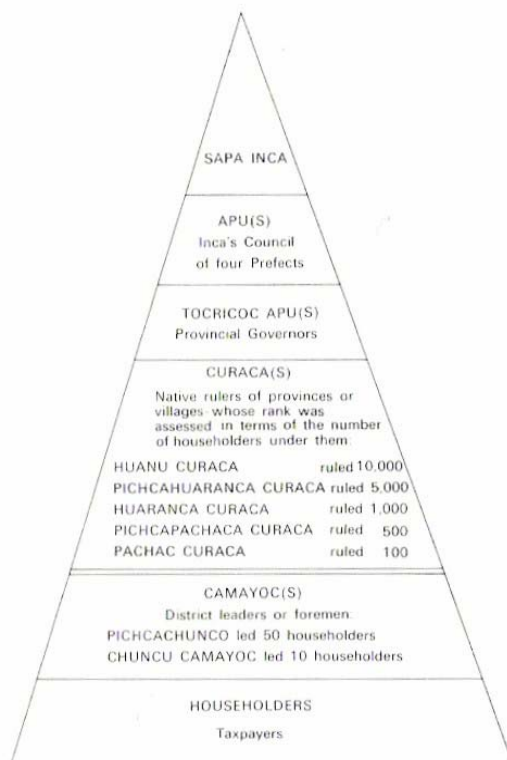 SAPA INCA
APU(S)
Inca's Council
of four Prefects
TOCRICOC APU(S)
Provincial Governors
CURACA(S)
Native rulers of provinces or
villages whose rank was
assessed in terms of the number
of householders under them:
HUANU CURACA ruled 10,000
PICHCAHUARANCA CURACA ruled 5,000
HUARANCA CURACA ruled 1,000
PICHCAPACHACA CURACA ruled 500
PACHAC CURACA ruled 100
CAMAYOC(S)
District leaders or foremen:
PICHCACHUNCO led 50 householders
CHUNCU CAMAYOC led 10 householders
HOUSEHOLDERS
Taxpayers